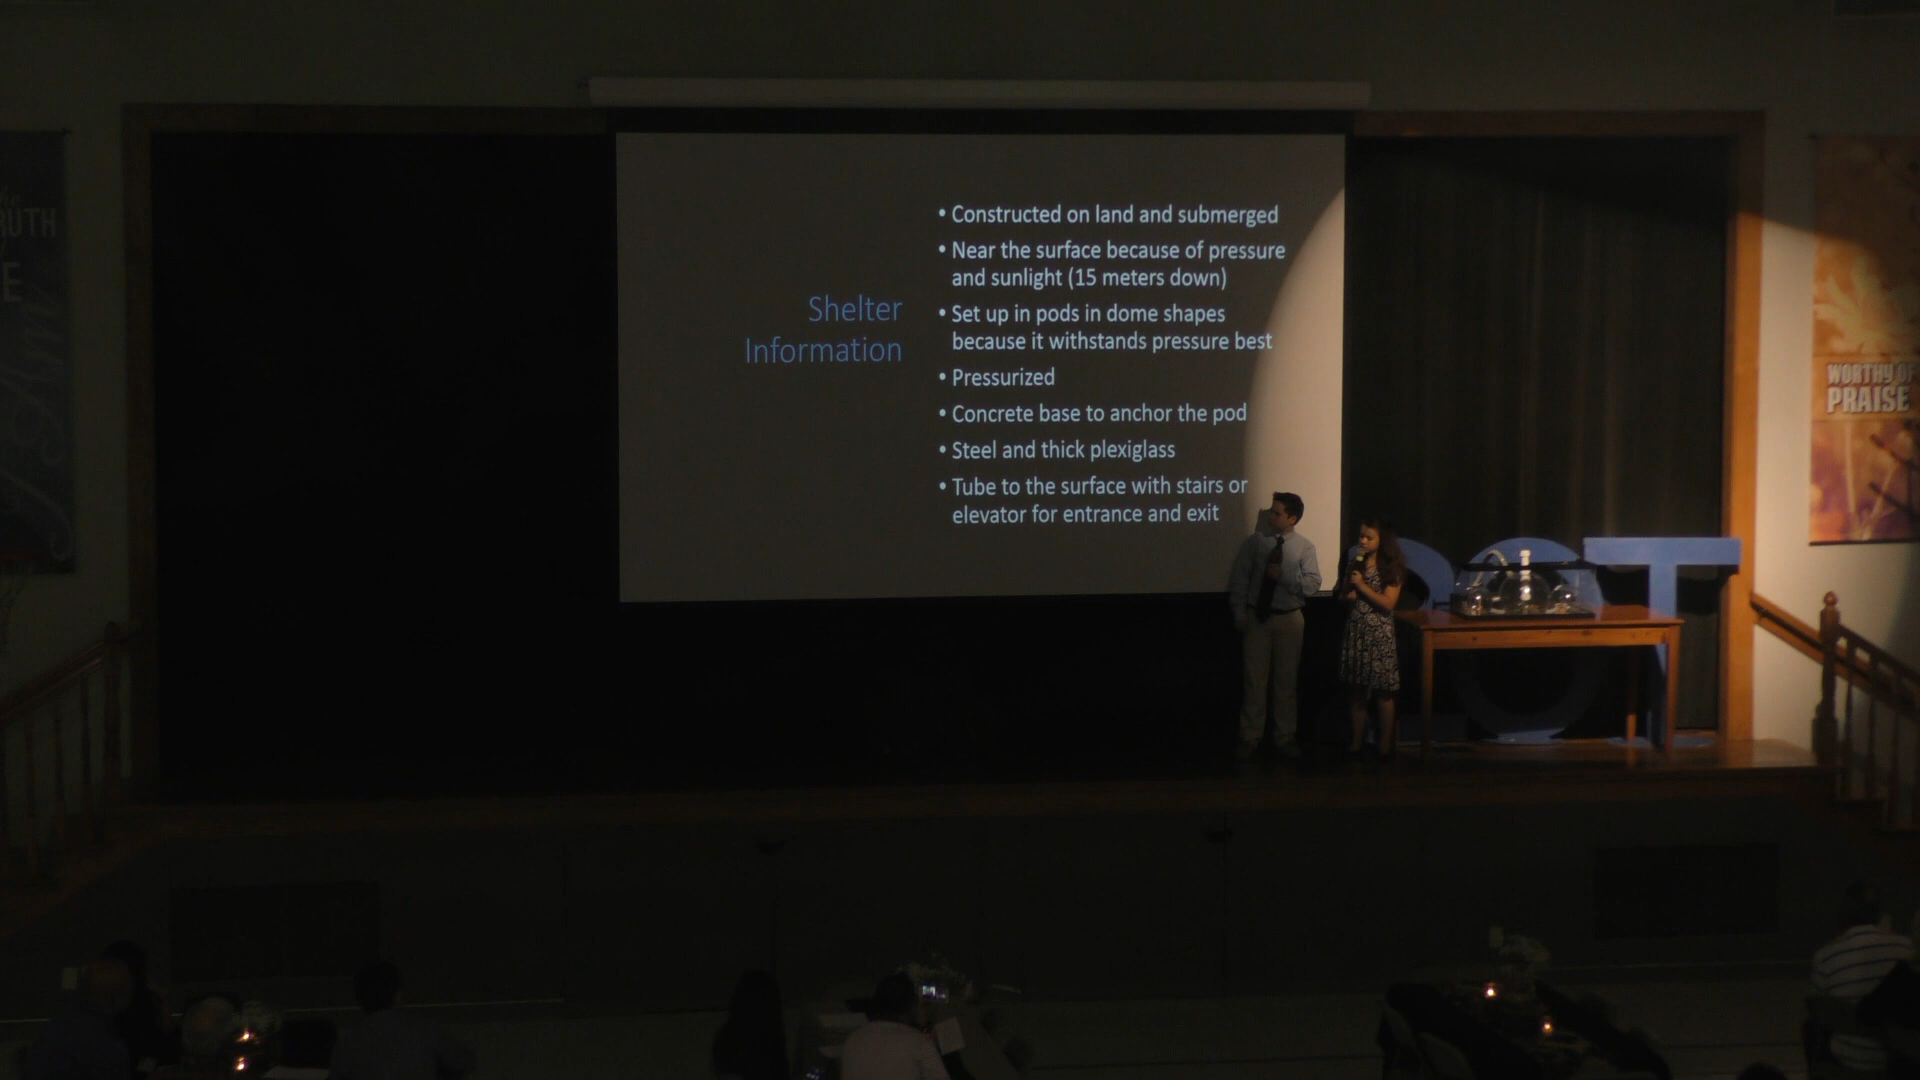 Shelter
Information
• Constructed on land and submerged
• Near the surface because of pressure
and sunlight (15 meters down)
• Set up in pods in dome shapes
because it withstands pressure best
• Pressurized
• Concrete base to anchor the pod
• Steel and thick plexiglass
• Tube to the surface with stairs or
elevator for entrance and exit
WORTHY OF
PRAISE